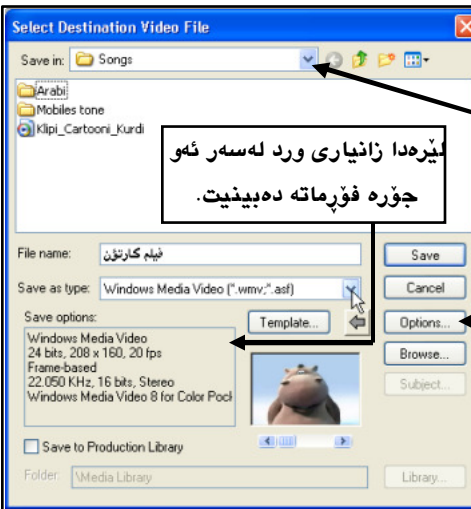 Select Destination Video File
Save in: Songs
Arabi
Mobiles tone
Klipi_Cartooni_Kurdi
لێرەدا زانیاری ورد لەسەر ئەو
جۆرە فۆڕماتە دەبینیت.
File name: فیلم کارتۆن
Save
Save as type: Windows Media Video (*.wmv;*.asf)
Cancel
Save options:
Template...
Options...
Windows Media Video
24 bits, 208 x 160, 20 fps
Frame-based
22.050 KHz, 16 bits, Stereo
Windows Media Video 8 for Color Pock
Browse...
Subject...
Save to Production Library
Folder: \Media Library
Library...